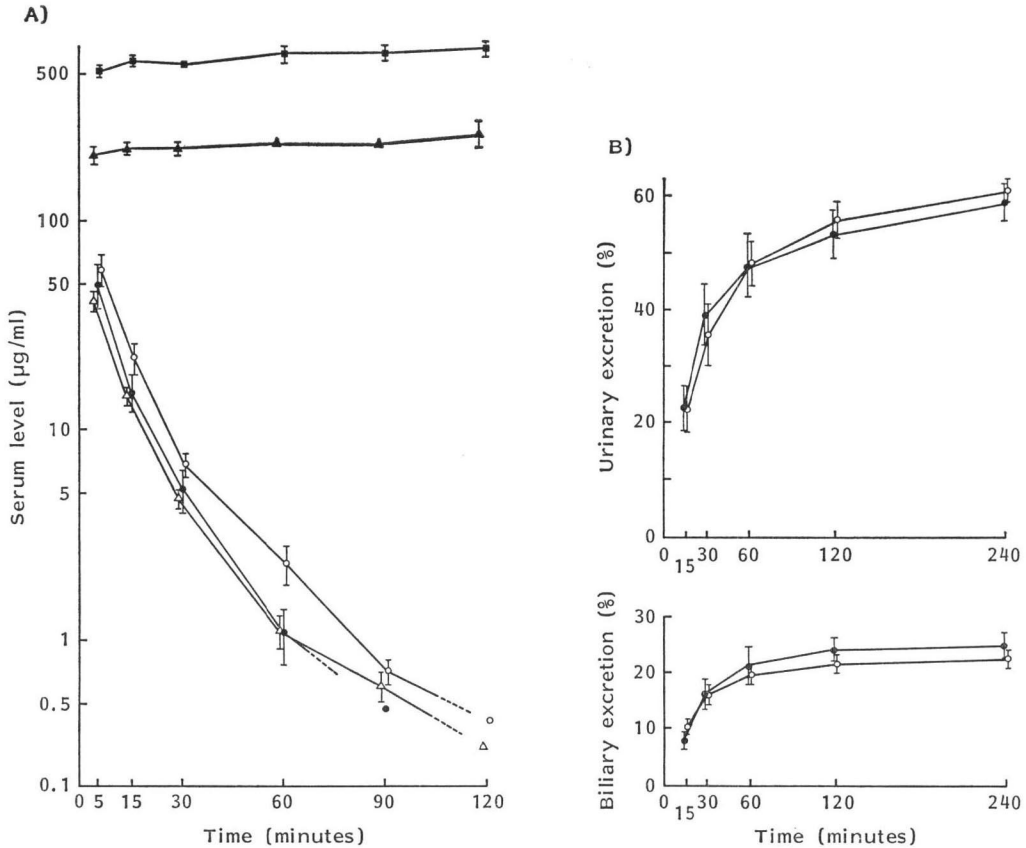 A)
500
100
50
10
5
1
0.5
0.1
0 5 15 30 60 90 120
Time (minutes)
Serum level (µg/ml)
B)
60
40
20
0
0 15 30 60 120 240
Urinary excretion (%)
30
20
10
0
0 15 30 60 120 240
Time (minutes)
Biliary excretion (%)